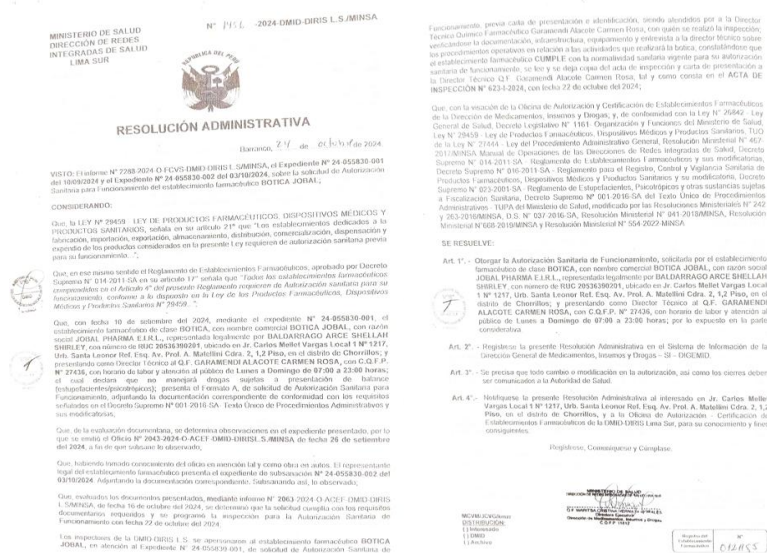 MINISTERIO DE SALUD
DIRECCIÓN DE REDES
INTEGRADAS DE SALUD
LIMA SUR
N° -2024-DMID-DIRIS L.S./MINSA
REPUBLICA DEL PERU
RESOLUCIÓN ADMINISTRATIVA
Barranco, 24 de octubre de 2024
VISTO: El informe N° 2288-2024-O-FCVS-DMID-DIRIS L.S/MINSA, el Expediente N° 24-055830-001
del 10/09/2024 y el Expediente N° 24-055830-002 del 03/10/2024, sobre la solicitud de Autorización
Sanitaria para Funcionamiento del establecimiento farmacéutico BOTICA JOBAL;
CONSIDERANDO:
Que, la LEY N° 29459 LEY DE PRODUCTOS FARMACÉUTICOS, DISPOSITIVOS MÉDICOS Y
PRODUCTOS SANITARIOS, señala en su artículo 21° que "Los establecimientos dedicados a la
fabricación, importación, exportación, almacenamiento, distribución, comercialización, dispensación y
expendio de los productos considerados en la presente Ley requieren de autorización sanitaria previa
para su funcionamiento...";
Que, en ese mismo sentido el Reglamento de Establecimientos Farmacéuticos, aprobado por Decreto
Supremo N° 014-2011-SA en su artículo 17° señala que "Todos los establecimientos farmacéuticos
comprendidos en el Artículo 4° del presente Reglamento requieren de Autorización sanitaria para su
funcionamiento, conforme a lo dispuesto en la Ley de los Productos Farmacéuticos, Dispositivos
Médicos y Productos Sanitarios N° 29459 .";
Que, con fecha 10 de setiembre del 2024, mediante el expediente N° 24-055830-001, el
establecimiento farmacéutico de clase BOTICA, con nombre comercial BOTICA JOBAL, con razón
social JOBAL PHARMA E.I.R.L., representada legalmente por BALDARRAGO ARCE SHELLAH
SHIRLEY, con número de RUC 20536390201, ubicado en Jr. Carlos Mellet Vargas Local 1 N° 1217,
Urb. Santa Leonor Ref. Esq. Av. Prol. A. Matellini Cdra. 2, 1,2 Piso, en el distrito de Chorrillos; y
presentando como Director Técnico al Q.F. GARAMENDI ALACOTE CARMEN ROSA, con C.Q.F.P.
N° 27436, con horario de labor y atención al público de Lunes a Domingo de 07:00 a 23:00 horas;
el cual declara que no manejará drogas sujetas a presentación de balance
(estupefacientes/psicotrópicos); presenta el Formato A, de solicitud de Autorización Sanitaria para
Funcionamiento, adjuntando la documentación correspondiente de conformidad con los requisitos
señalados en el Decreto Supremo N° 001-2016-SA- Texto Único de Procedimientos Administrativos y
sus modificatorias,
Que, de la evaluación documentaria, se determina observaciones en el expediente presentado, por lo
que se emitió el Oficio N° 2043-2024-O-ACEF-DMID-DIRISL.S./MINSA de fecha 26 de setiembre
del 2024, a fin de que subsane lo observado;
Que, habiendo tomado conocimiento del oficio en mención tal y como obra en autos. El representante
legal del establecimiento farmacéutico presenta el expediente de subsanación N° 24-055830-002 del
03/10/2024. Adjuntando la documentación correspondiente. Subsanando así, lo observado;
Que, evaluados los documentos presentados, mediante informe N° 2063-2024-O ACEF-DMID-DIRIS
L.S/MINSA, de fecha 16 de octubre del 2024, se determinó que la solicitud cumplía con los requisitos
documentarios requeridos y se programó la inspección para la Autorización Sanitaria de
Funcionamiento con fecha 22 de octubre del 2024.
Los inspectores de la DMID-DIRIS L.S. se apersonaron al establecimiento farmacéutico BOTICA
JOBAL, en atención al Expediente N° 24-055830-001, de solicitud de Autorización Sanitaria de
Funcionamiento, previa carta de presentación e identificación, siendo atendidos por a la Director
Técnico Químico Farmacéutico Garamendi Alacote Carmen Rosa, con quién se realizó la inspección;
verificándose la documentación, infraestructura, equipamiento y entrevista a la director técnico sobre
los procedimientos operativos en relación a las actividades que realizará la botica, constatándose que
el establecimiento farmacéutico CUMPLE con la normatividad sanitaria vigente para su autorización
sanitaria de funcionamiento, se lee y se deja copia del acta de inspección y carta de presentación a
la Director Técnico Q.F. Garamendi Alacote Carmen Rosa, tal y como consta en el ACTA DE
INSPECCIÓN N° 623-I-2024, con fecha 22 de octubre del 2024;
Que, con la visación de la Oficina de Autorización y Certificación de Establecimientos Farmacéuticos
de la Dirección de Medicamentos, Insumos y Drogas; y, de conformidad con la Ley N° 26842 - Ley
General de Salud, Decreto Legislativo N° 1161- Organización y Funciones del Ministerio de Salud,
Ley N° 29459 - Ley de Productos Farmacéuticos, Dispositivos Médicos y Productos Sanitarios, TUO
de la Ley N° 27444 - Ley del Procedimiento Administrativo General, Resolución Ministerial N° 467-
2017/MINSA Manual de Operaciones de Las Direcciones de Redes Integradas de Salud, Decreto
Supremo N° 014-2011-SA - Reglamento de Establecimientos Farmacéuticos y sus modificatorias,
Decreto Supremo N° 016-2011-SA - Reglamento para el Registro, Control y Vigilancia Sanitaria de
Productos Farmacéuticos, Dispositivos Médicos y Productos Sanitarios y su modificatoria, Decreto
Supremo N° 023-2001-SA - Reglamento de Estupefacientes, Psicotrópicos y otras sustancias sujetas
a Fiscalización Sanitaria, Decreto Supremo N° 001-2016-SA del Texto Único de Procedimientos
Administrativos - TUPA del Ministerio de Salud, modificado por las Resoluciones Ministeriales N° 242
y 263-2018/MINSA, D.S. N° 037-2016-SA, Resolución Ministerial N° 041-2018/MINSA, Resolución
Ministerial N°608-2019/MINSA y Resolución N° 554-2022-MINSA
SE RESUELVE:
Art. 1°. - Otorgar la Autorización Sanitaria de Funcionamiento, solicitada por el establecimiento
farmacéutico de clase BOTICA, con nombre comercial BOTICA JOBAL, con razón social
JOBAL PHARMA E.I.R.L., representada legalmente por BALDARRAGO ARCE SHELLAH
SHIRLEY, con número de RUC 20536390201, ubicado en Jr. Carlos Mellet Vargas Local
1 N° 1217, Urb. Santa Leonor Ref. Esq. Av. Prol. A. Matellini Cdra. 2, 1,2 Piso, en el
distrito de Chorrillos; y presentando como Director Técnico al Q.F. GARAMENDI
ALACOTE CARMEN ROSA, con C.Q.F.P. N° 27436, con horario de labor y atención al
público de Lunes a Domingo de 07:00 a 23:00 horas; por lo expuesto en la parte
considerativa
Art. 2°. - Regístrese la presente Resolución Administrativa en el Sistema de Información de la
Dirección General de Medicamentos, Insumos y Drogas - SI - DIGEMID.
Art. 3°. - Se precisa que todo cambio o modificación en la autorización, así como los cierres deben
ser comunicados a la Autoridad de Salud.
Art. 4°.- Notifíquese la presente Resolución Administrativa al interesado en Jr. Carlos Mellet
Vargas Local 1 N° 1217, Urb. Santa Leonor Ref. Esq. Av. Prol. A. Matellini Cdra. 2, 1,2
Piso, en el distrito de Chorrillos, y a la Oficina de Autorización - Certificación de
Establecimientos Farmacéuticos de la DMID-DIRIS Lima Sur, para su conocimiento y fines
consiguientes.
Regístrese, Comuníquese y Cúmplase.
MINISTERIO DE SALUD
DISTRIBUCIÓN:
( ) Interesado
( ) DMID
( ) Archivo
Registro del
Establecimiento
Farmacéutico
N°